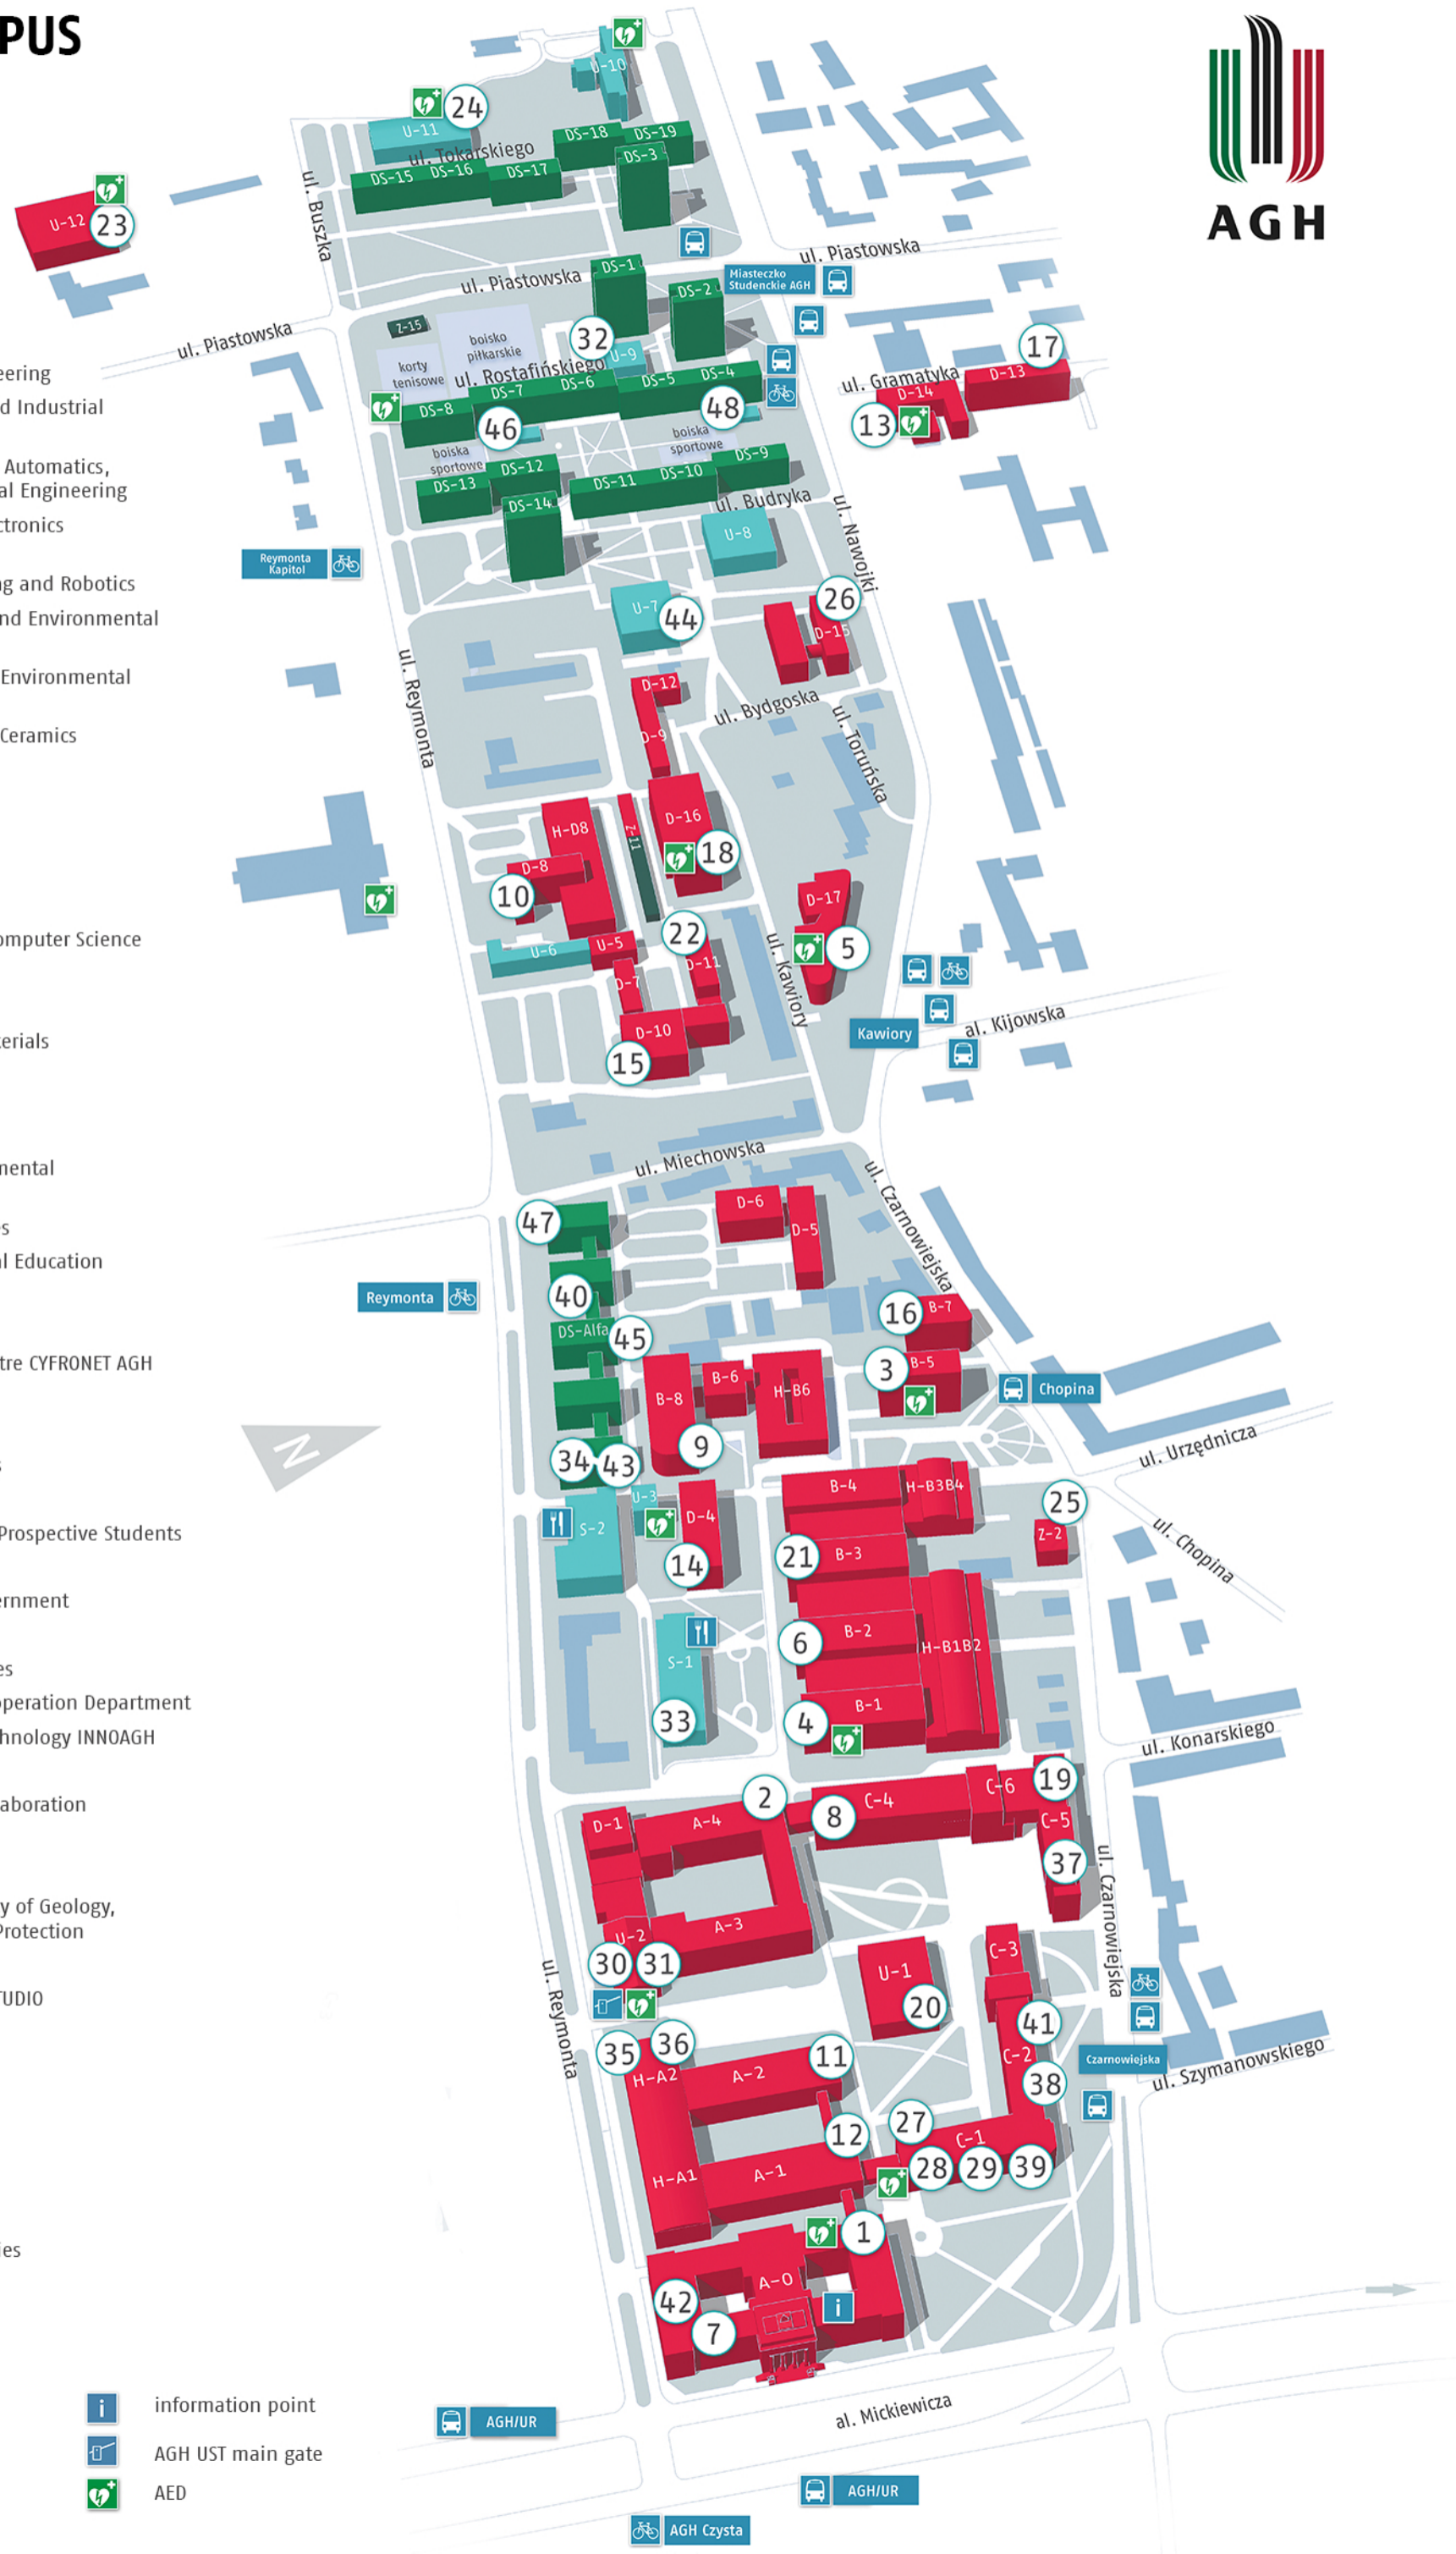 PUS
AGH
U-10
24
U-11
ul. Tokarskiego
DS-18
DS-19
DS-3
DS-15
DS-16
DS-17
ul. Buszka
U-12
23
ul. Piastowska
ul. Piastowska
ul. Piastowska
DS-1
DS-2
Miasteczko
Studenckie AGH
Z-15
boisko
piłkarskie
korty
tenisowe
32
U-9
ul. Rostafińskiego
17
ul. Gramatyka
D-13
D-14
13
DS-8
DS-7
DS-6
DS-5
DS-4
46
48
boiska
sportowe
boiska
sportowe
DS-13
DS-12
DS-14
DS-11
DS-10
DS-9
ul. Budryka
ul. Nawojki
U-8
Reymonta
Kapitol
U-7
44
26
D-15
ul. Reymonta
D-12
D-9
ul. Bydgoska
ul. Toruńska
H-D8
D-8
10
Z-11
D-16
18
U-6
U-5
22
D-11
D-7
D-10
15
ul. Kawiory
D-17
5
Kawiory
al. Kijowska
ul. Miechowska
ul. Czarnowiejska
47
40
DS-Alfa
45
34
43
D-6
D-5
Reymonta
16
B-7
3
B-5
Chopina
B-8
B-6
H-B6
9
ul. Urzędnicza
ul. Chopina
N
S-2
U-3
D-4
14
B-4
H-B3B4
25
Z-2
21
B-3
6
B-2
H-B1B2
4
B-1
S-1
33
ul. Konarskiego
D-1
A-4
2
8
C-4
C-6
19
C-5
37
ul. Czarnowiejska
U-2
A-3
30
31
ul. Reymonta
U-1
20
C-3
C-2
41
38
Czarnowiejska
ul. Szymanowskiego
35
36
H-A2
A-2
11
12
27
C-1
28
29
39
H-A1
A-1
1
A-0
42
7
i
al. Mickiewicza
AGH/UR
AGH/UR
AGH Czysta
eering
d Industrial
Automatics,
al Engineering
ctronics
ng and Robotics
nd Environmental
Environmental
Ceramics
omputer Science
terials
mental
es
al Education
tre CYFRONET AGH
s
Prospective Students
ernment
es
operation Department
hnology INNOAGH
aboration
y of Geology,
Protection
TUDIO
ies
i information point
AGH UST main gate
AED